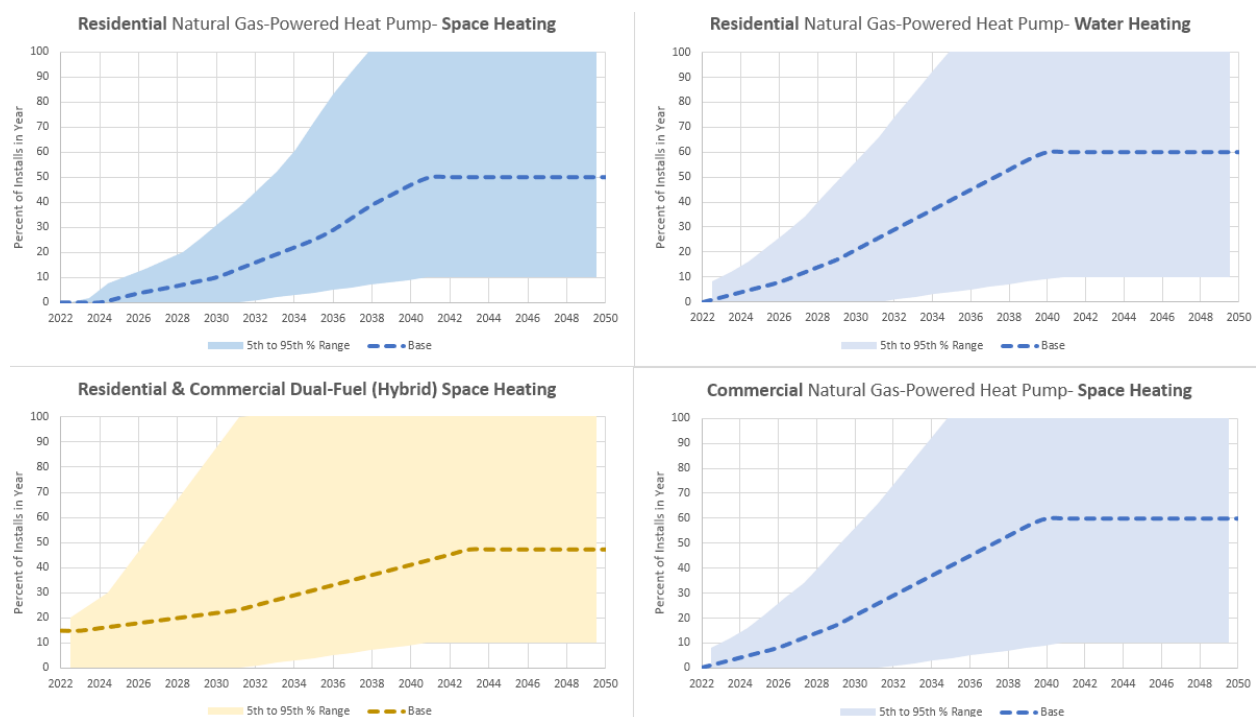 Residential Natural Gas-Powered Heat Pump- Space Heating
Percent of Installs in Year
100
90
80
70
60
50
40
30
20
10
0
2022 2024 2026 2028 2030 2032 2034 2036 2038 2040 2042 2044 2046 2048 2050
5th to 95th % Range Base
Residential Natural Gas-Powered Heat Pump- Water Heating
Percent of Installs in Year
100
90
80
70
60
50
40
30
20
10
0
2022 2024 2026 2028 2030 2032 2034 2036 2038 2040 2042 2044 2046 2048 2050
5th to 95th % Range Base
Residential & Commercial Dual-Fuel (Hybrid) Space Heating
Percent of Installs in Year
100
90
80
70
60
50
40
30
20
10
0
2022 2024 2026 2028 2030 2032 2034 2036 2038 2040 2042 2044 2046 2048 2050
5th to 95th % Range Base
Commercial Natural Gas-Powered Heat Pump- Space Heating
Percent of Installs in Year
100
90
80
70
60
50
40
30
20
10
0
2022 2024 2026 2028 2030 2032 2034 2036 2038 2040 2042 2044 2046 2048 2050
5th to 95th % Range Base